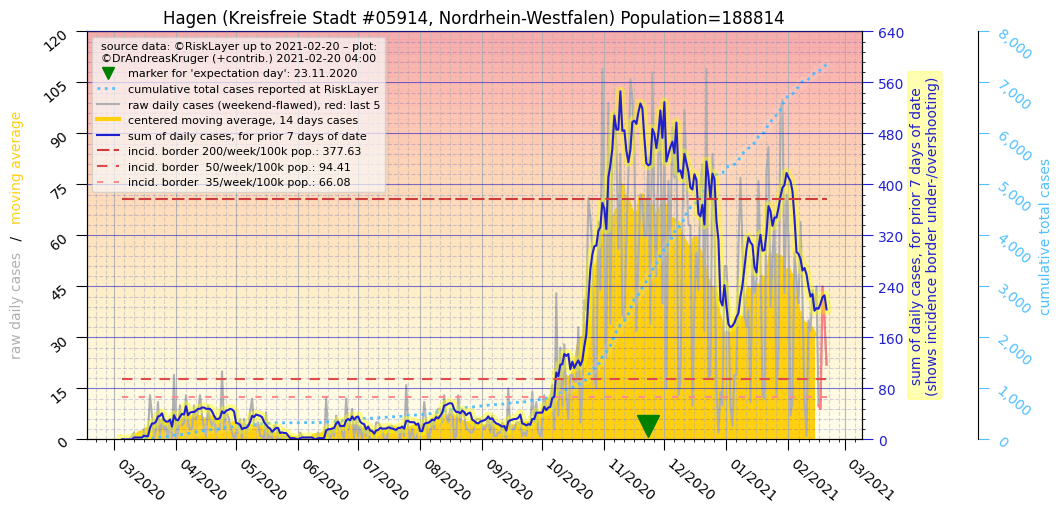 Hagen (Kreisfreie Stadt #05914, Nordrhein-Westfalen) Population=188814
source data: ©RiskLayer up to 2021-02-20 – plot:
©DrAndreasKruger (+contrib.) 2021-02-20 04:00
marker for 'expectation day': 23.11.2020
cumulative total cases reported at RiskLayer
raw daily cases (weekend-flawed), red: last 5
centered moving average, 14 days cases
sum of daily cases, for prior 7 days of date
incid. border 200/week/100k pop.: 377.63
incid. border  50/week/100k pop.: 94.41
incid. border  35/week/100k pop.: 66.08
raw daily cases / moving average
120
105
90
75
60
45
30
15
0
640
560
480
400
320
240
160
80
0
sum of daily cases, for prior 7 days of date
(shows incidence border under-/overshooting)
8,000
7,000
6,000
5,000
4,000
3,000
2,000
1,000
0
cumulative total cases
03/2020
04/2020
05/2020
06/2020
07/2020
08/2020
09/2020
10/2020
11/2020
12/2020
01/2021
02/2021
03/2021